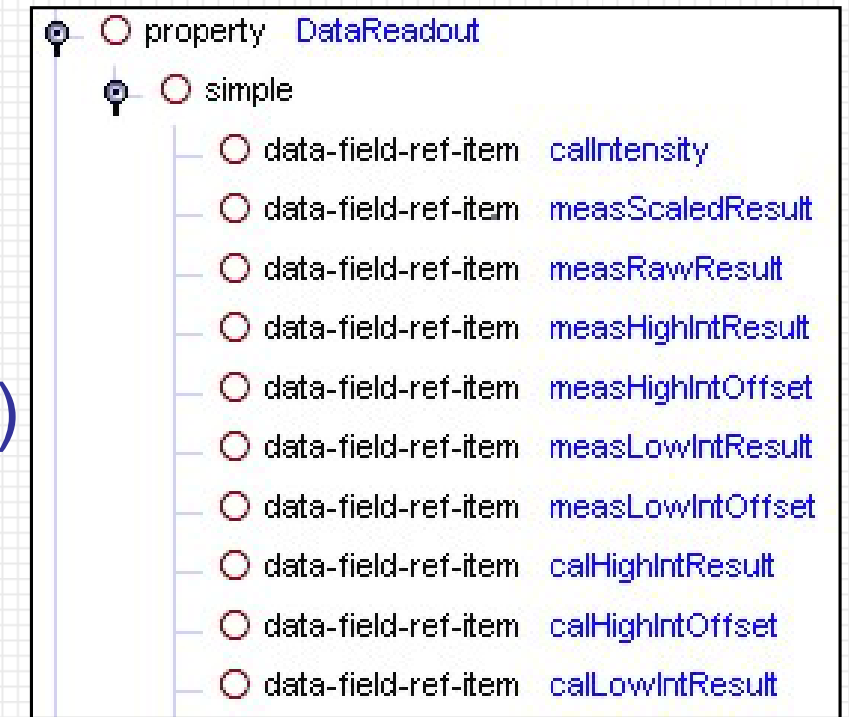 property DataReadout
simple
data-field-ref-item calIntensity
data-field-ref-item measScaledResult
data-field-ref-item measRawResult
data-field-ref-item measHighIntResult
)
data-field-ref-item measHighIntOffset
data-field-ref-item measLowIntResult
data-field-ref-item measLowIntOffset
data-field-ref-item calHighIntResult
data-field-ref-item calHighIntOffset
data-field-ref-item calLowIntResult